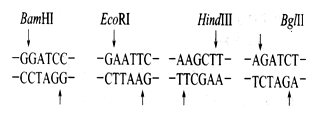 BamHI EcoRI HindIII BglII
-GGATCC- -GAATTC- -AAGCTT- -AGATCT-
-CCTAGG- -CTTAAG- -TTCGAA- -TCTAGA-